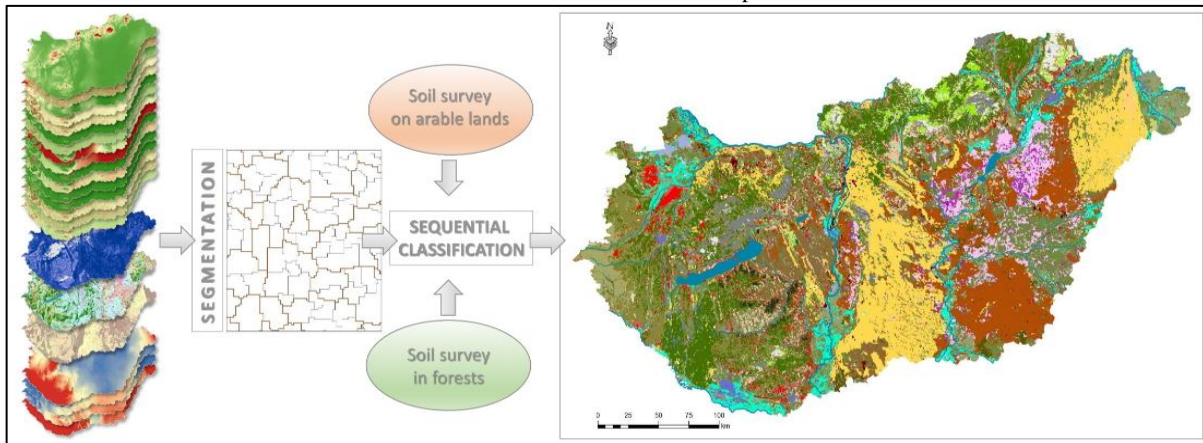 SEGMENTATION
Soil survey
on arable lands
SEQUENTIAL
CLASSIFICATION
Soil survey
in forests
N
0 25 50 75 100
km